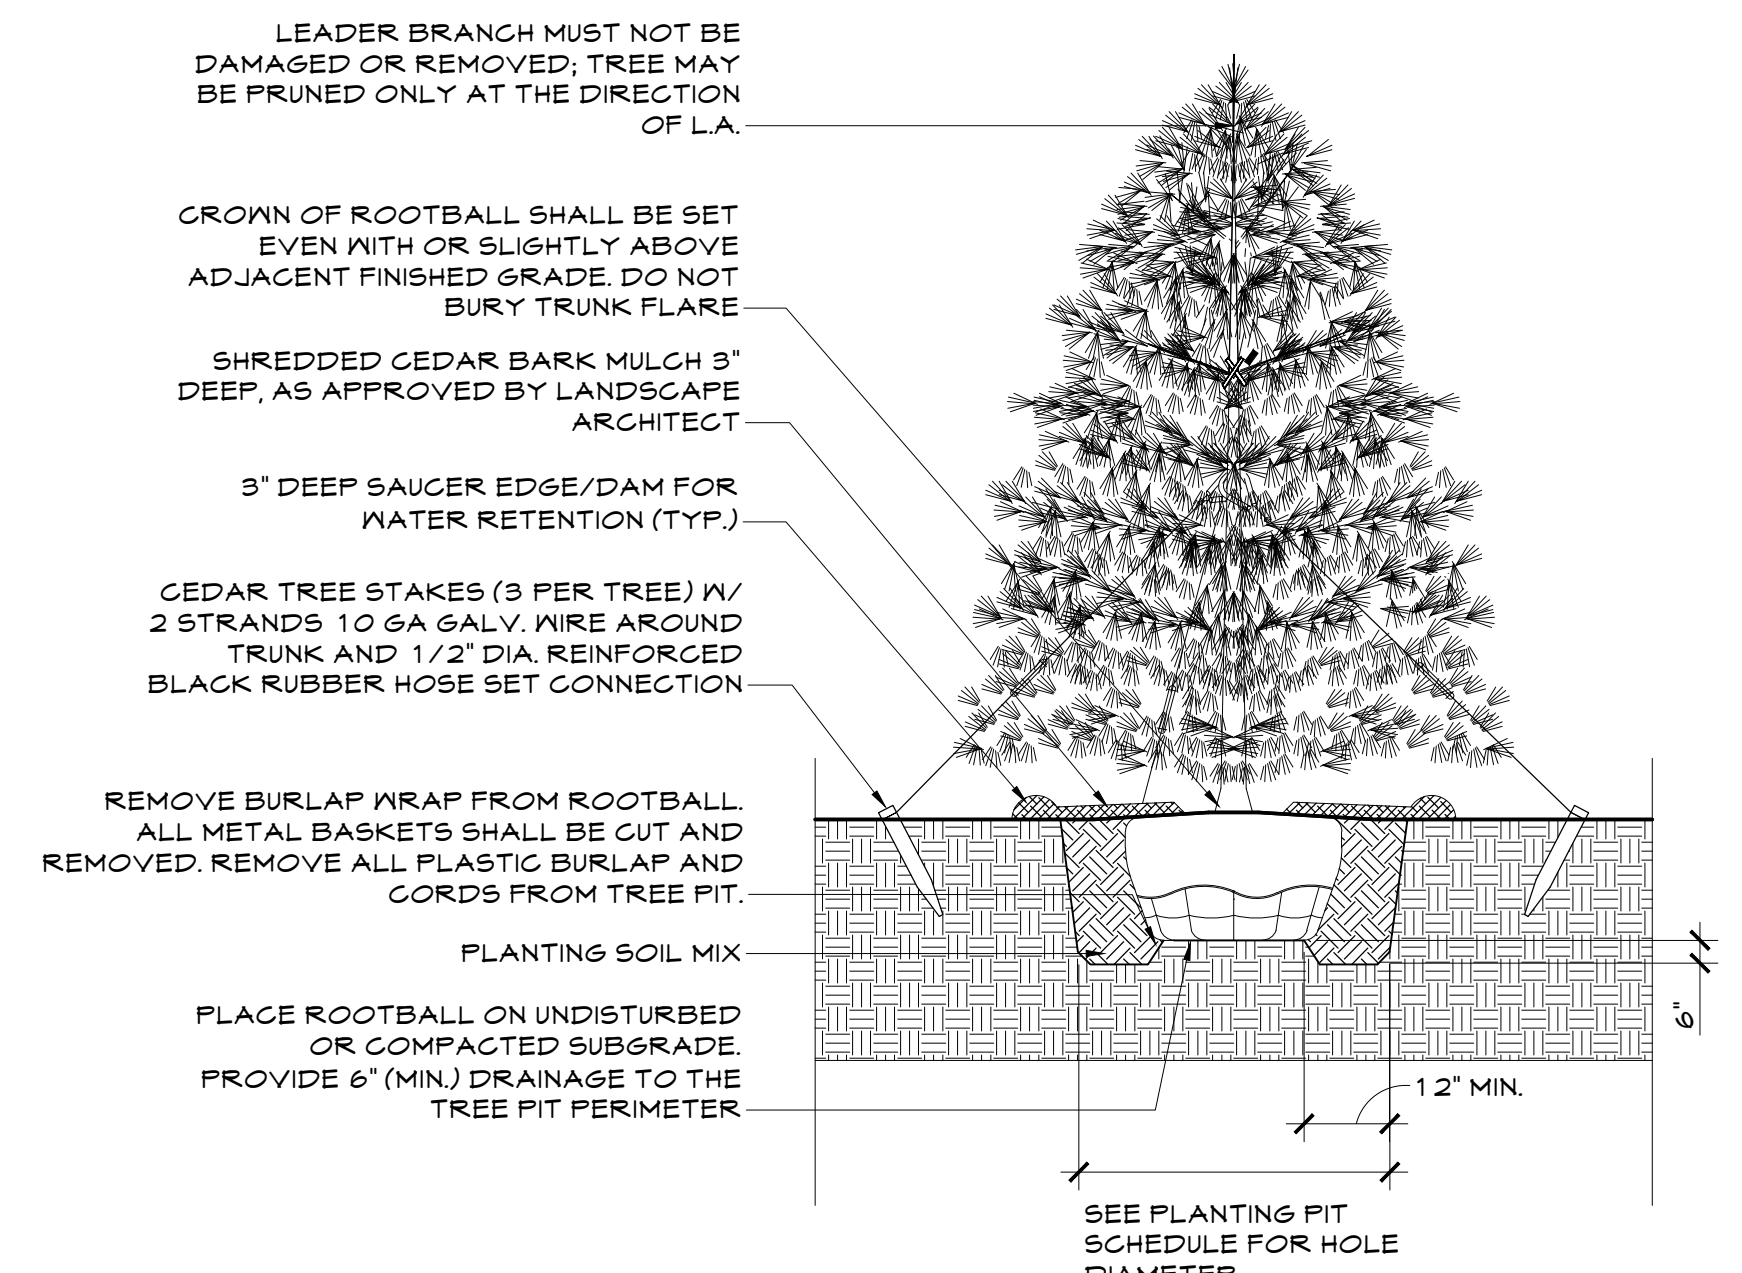 LEADER BRANCH MUST NOT BE
DAMAGED OR REMOVED; TREE MAY
BE PRUNED ONLY AT THE DIRECTION
OF L.A.
CROWN OF ROOTBALL SHALL BE SET
EVEN WITH OR SLIGHTLY ABOVE
ADJACENT FINISHED GRADE. DO NOT
BURY TRUNK FLARE
SHREDDED CEDAR BARK MULCH 3"
DEEP, AS APPROVED BY LANDSCAPE
ARCHITECT
3" DEEP SAUCER EDGE/DAM FOR
WATER RETENTION (TYP.)
CEDAR TREE STAKES (3 PER TREE) W/
2 STRANDS 10 GA GALV. WIRE AROUND
TRUNK AND 1/2" DIA. REINFORCED
BLACK RUBBER HOSE SET CONNECTION
REMOVE BURLAP WRAP FROM ROOTBALL.
ALL METAL BASKETS SHALL BE CUT AND
REMOVED. REMOVE ALL PLASTIC BURLAP AND
CORDS FROM TREE PIT.
PLANTING SOIL MIX
PLACE ROOTBALL ON UNDISTURBED
OR COMPACTED SUBGRADE.
PROVIDE 6" (MIN.) DRAINAGE TO THE
TREE PIT PERIMETER
6"
12" MIN.
SEE PLANTING PIT
SCHEDULE FOR HOLE
DIAMETER